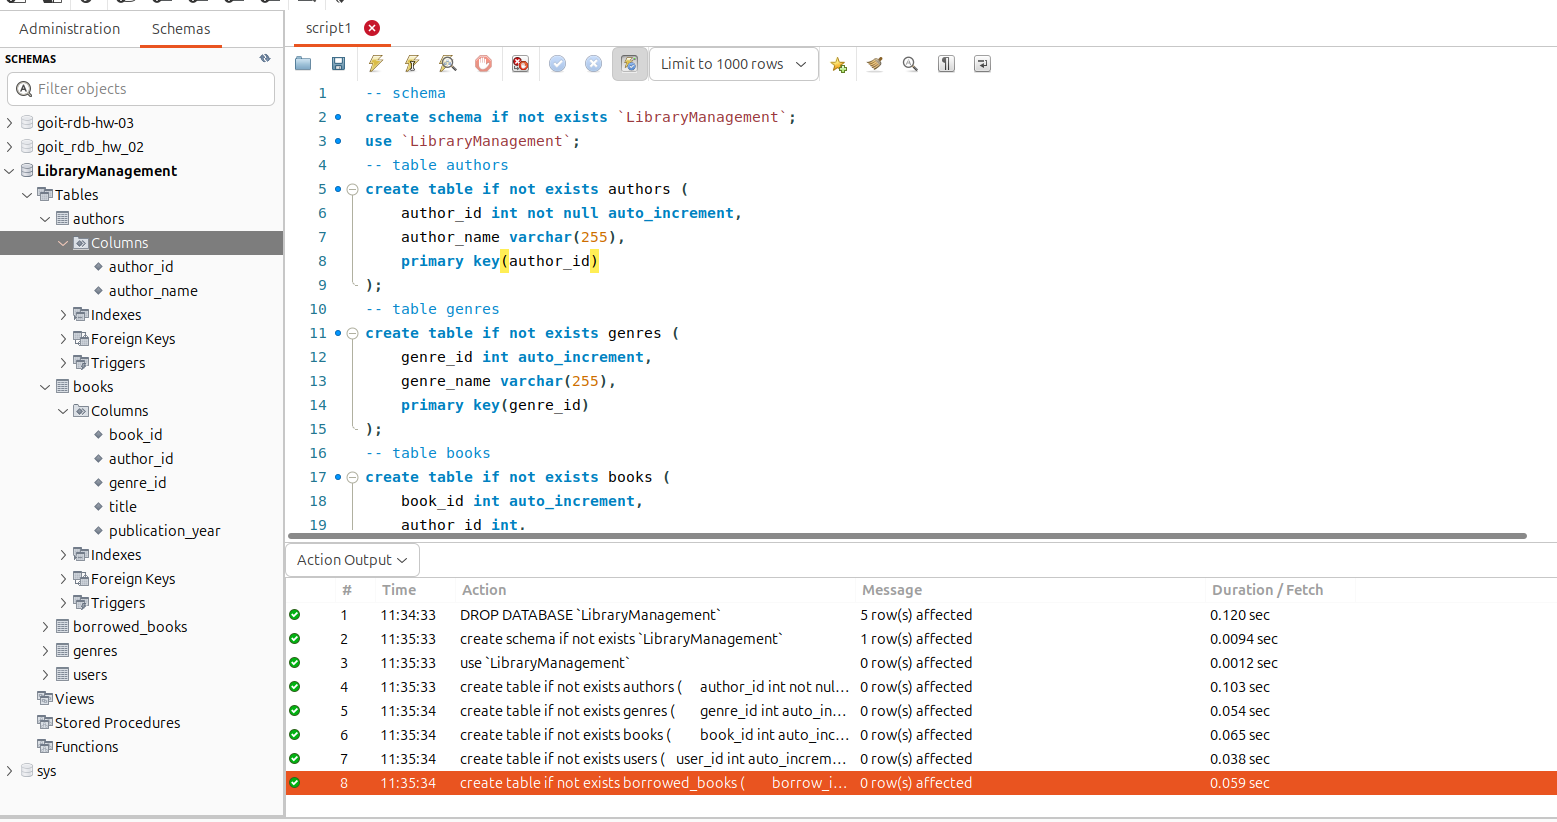 Administration
Schemas
SCHEMAS
Filter objects
goit-rdb-hw-03
goit_rdb_hw_02
LibraryManagement
Tables
authors
Columns
author_id
author_name
Indexes
Foreign Keys
Triggers
books
Columns
book_id
author_id
genre_id
title
publication_year
Indexes
Foreign Keys
Triggers
borrowed_books
genres
users
Views
Stored Procedures
Functions
sys
script1
Limit to 1000 rows
1 -- schema
2 create schema if not exists `LibraryManagement`;
3 use `LibraryManagement`;
4 -- table authors
5 create table if not exists authors (
6 author_id int not null auto_increment,
7 author_name varchar(255),
8 primary key(author_id)
9 );
10 -- table genres
11 create table if not exists genres (
12 genre_id int auto_increment,
13 genre_name varchar(255),
14 primary key(genre_id)
15 );
16 -- table books
17 create table if not exists books (
18 book_id int auto_increment,
19 author_id int,
Action Output
# Time Action Message Duration / Fetch
1 11:34:33 DROP DATABASE `LibraryManagement` 5 row(s) affected 0.120 sec
2 11:35:33 create schema if not exists `LibraryManagement` 1 row(s) affected 0.0094 sec
3 11:35:33 use `LibraryManagement` 0 row(s) affected 0.0012 sec
4 11:35:33 create table if not exists authors ( author_id int not nul... 0 row(s) affected 0.103 sec
5 11:35:34 create table if not exists genres ( genre_id int auto_in... 0 row(s) affected 0.054 sec
6 11:35:34 create table if not exists books ( book_id int auto_inc... 0 row(s) affected 0.065 sec
7 11:35:34 create table if not exists users ( user_id int auto_increm... 0 row(s) affected 0.038 sec
8 11:35:34 create table if not exists borrowed_books ( borrow_i... 0 row(s) affected 0.059 sec